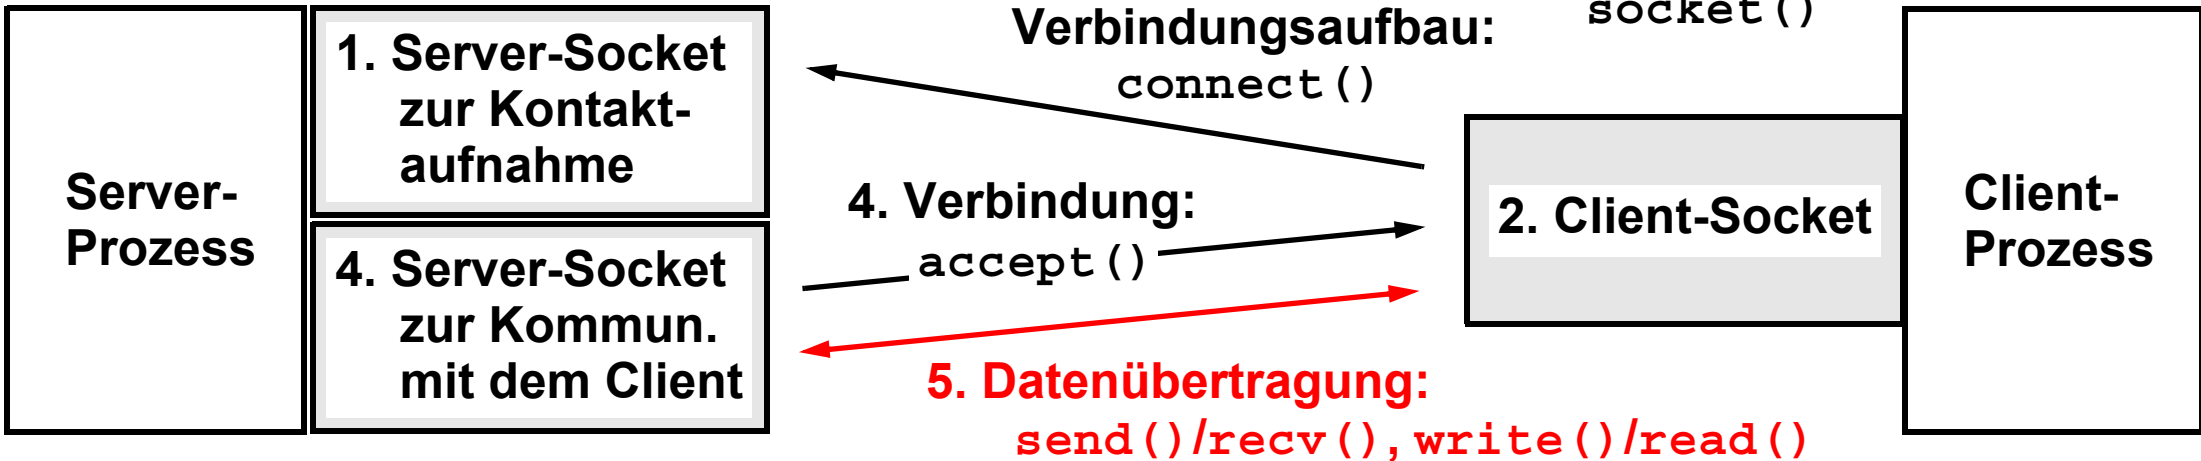 Server-
Prozess
1. Server-Socket
zur Kontakt-
aufnahme
4. Server-Socket
zur Kommun.
mit dem Client
Verbindungsaufbau:
connect()
socket()
4. Verbindung:
accept()
5. Datenübertragung:
send()/recv(), write()/read()
2. Client-Socket
Client-
Prozess